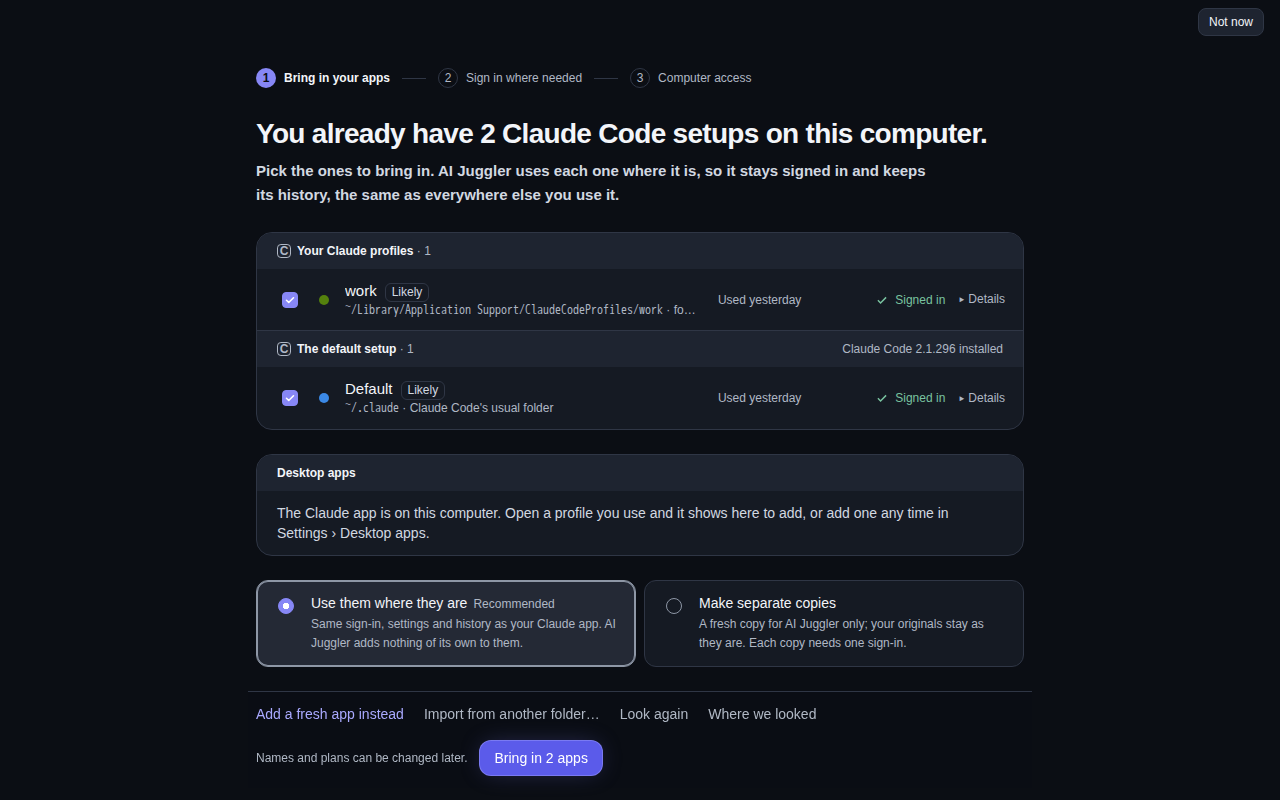 Not now
1 Bring in your apps 2 Sign in where needed 3 Computer access
You already have 2 Claude Code setups on this computer.
Pick the ones to bring in. AI Juggler uses each one where it is, so it stays signed in and keeps
its history, the same as everywhere else you use it.
C Your Claude profiles · 1
work Likely
~/Library/Application Support/ClaudeCodeProfiles/work · fo…
Used yesterday
Signed in
▸ Details
C The default setup · 1
Claude Code 2.1.296 installed
Default Likely
~/.claude · Claude Code's usual folder
Used yesterday
Signed in
▸ Details
Desktop apps
The Claude app is on this computer. Open a profile you use and it shows here to add, or add one any time in
Settings › Desktop apps.
Use them where they are Recommended
Same sign-in, settings and history as your Claude app. AI
Juggler adds nothing of its own to them.
Make separate copies
A fresh copy for AI Juggler only; your originals stay as
they are. Each copy needs one sign-in.
Add a fresh app instead Import from another folder… Look again Where we looked
Names and plans can be changed later. Bring in 2 apps